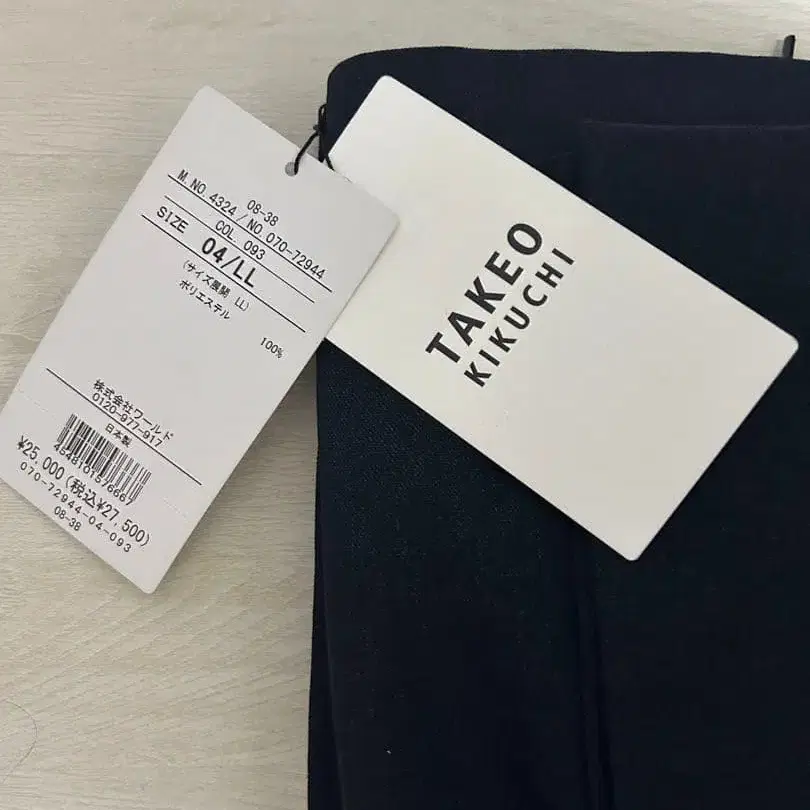 08-38
M.NO 4324/NO.070-72944
COL. 093
SIZE 04/LL
(サイズ展開 LL)
ポリエステル
100%
株式会社ワールド
0120-977-917
日本製
4548101576667
¥25,000(税込¥27,500)
070-72944-04-093
08-38
TAKEO
KIKUCHI